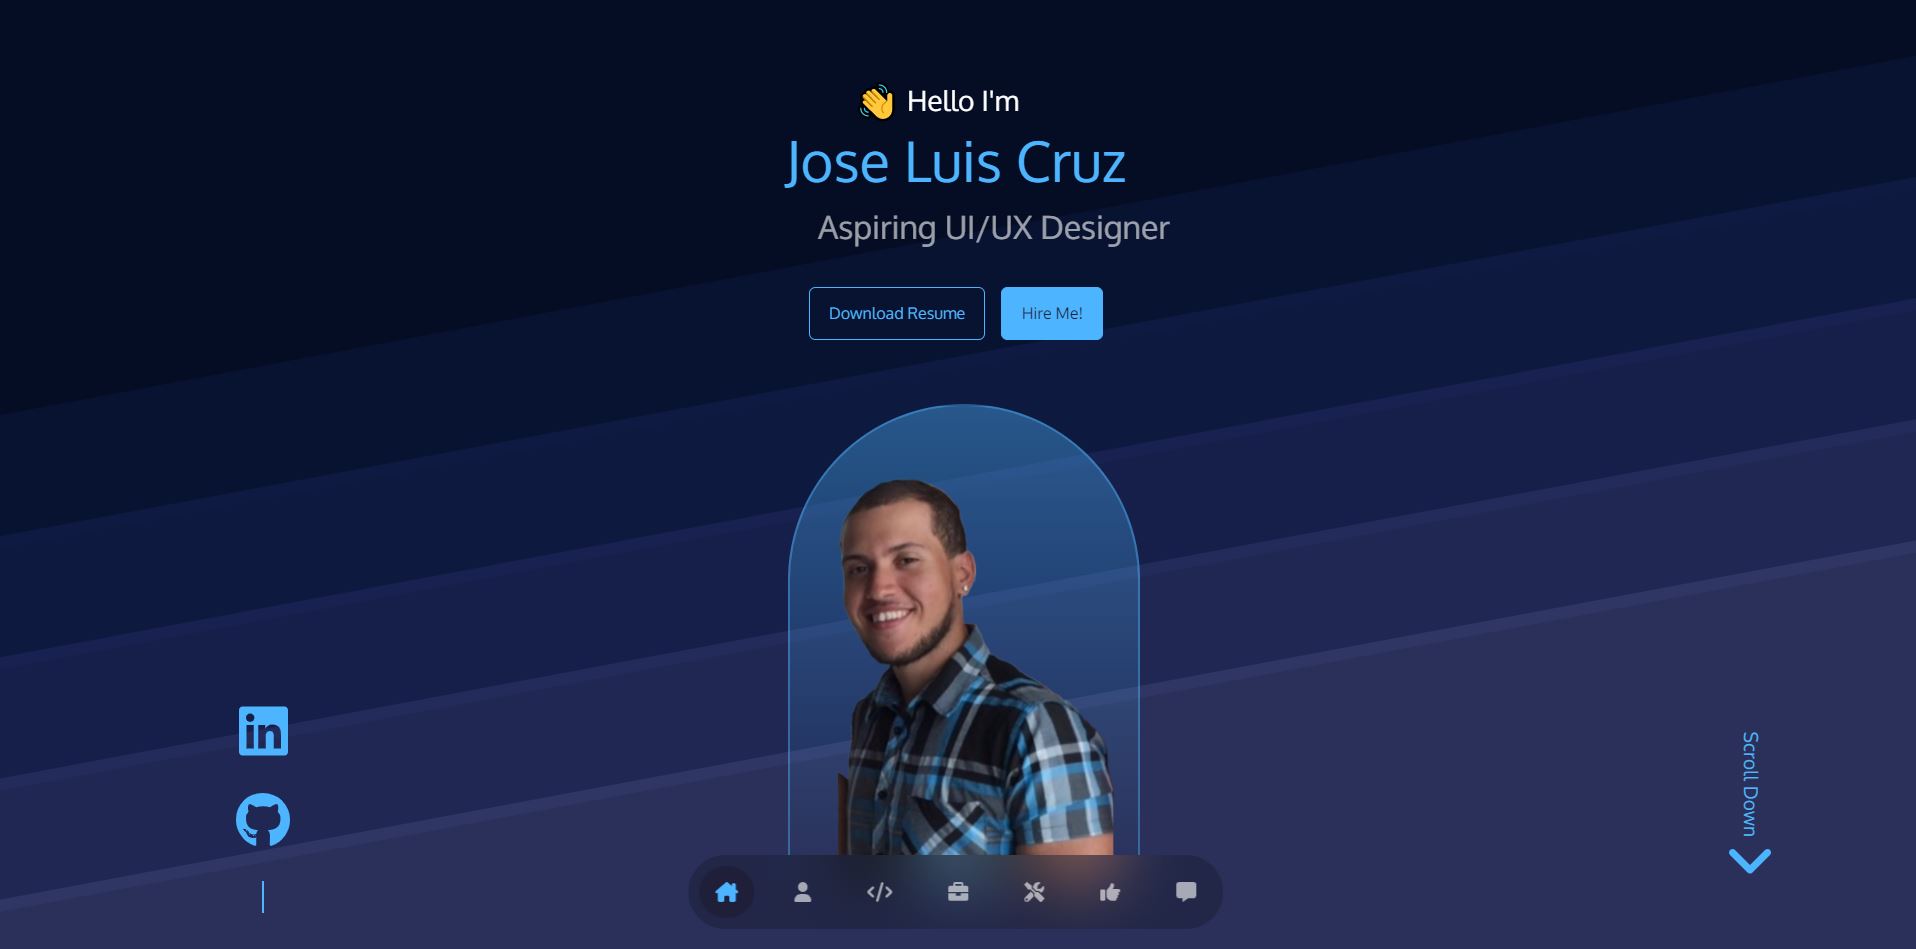 Hello I'm
Jose Luis Cruz
Aspiring UI/UX Designer
Download Resume
Hire Me!
in
Scroll Down